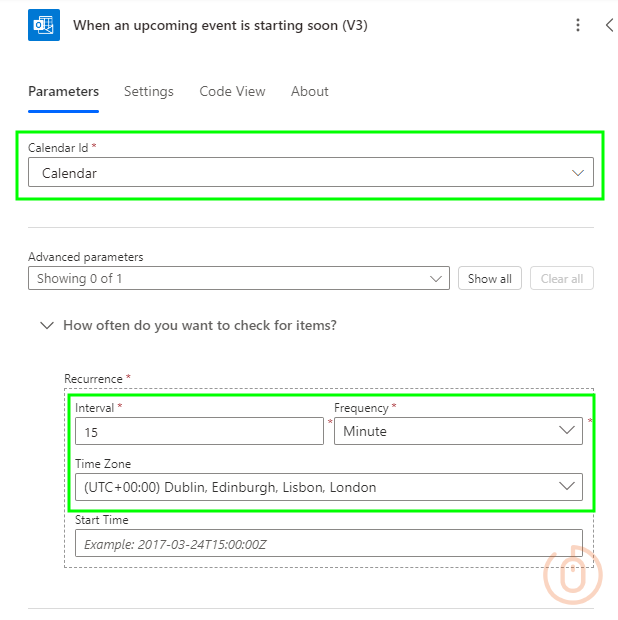 When an upcoming event is starting soon (V3)
Parameters Settings Code View About
Calendar Id *
Calendar
Advanced parameters
Showing 0 of 1 Show all Clear all
How often do you want to check for items?
Recurrence *
Interval * Frequency *
15 * Minute *
Time Zone
(UTC+00:00) Dublin, Edinburgh, Lisbon, London
Start Time
Example: 2017-03-24T15:00:00Z